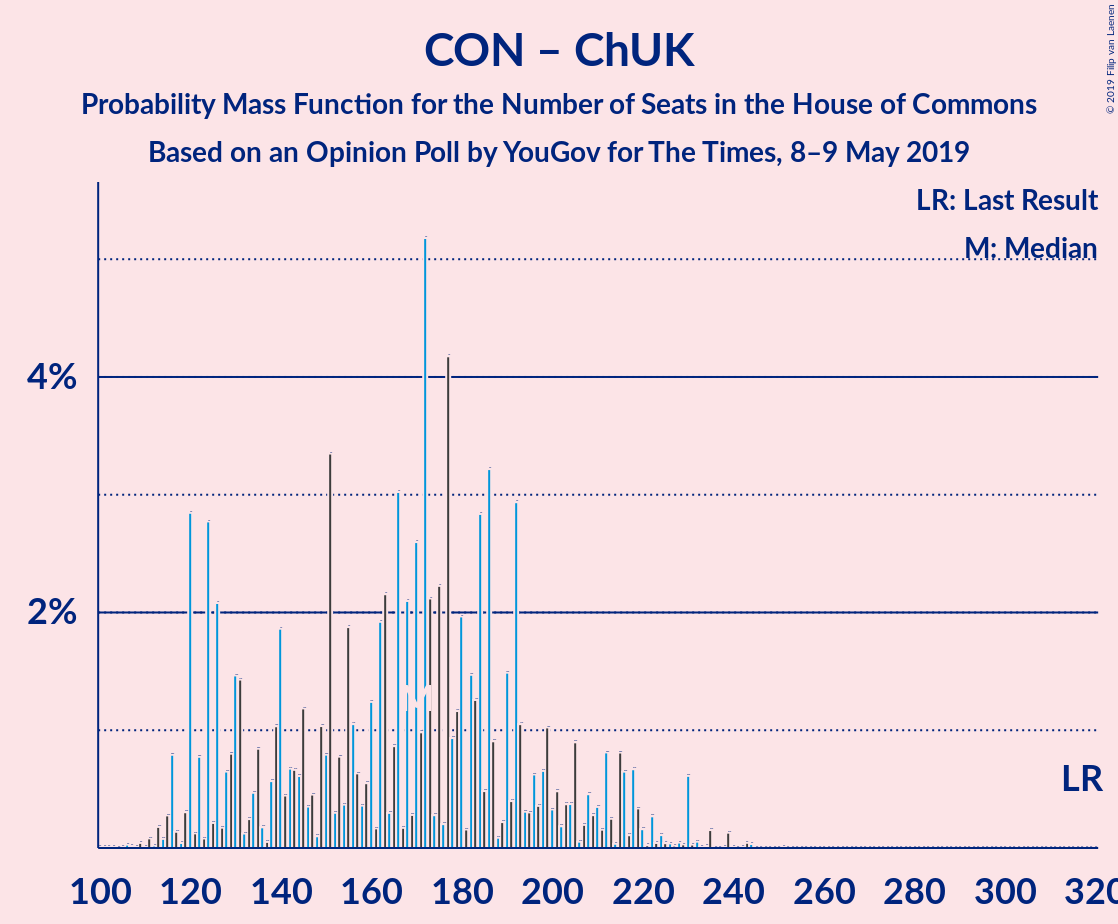 CON – ChUK
Probability Mass Function for the Number of Seats in the House of Commons
Based on an Opinion Poll by YouGov for The Times, 8–9 May 2019
© 2019 Filip van Laenen
LR: Last Result
M: Median
4%
2%
LR
100 120 140 160 180 200 220 240 260 280 300 320